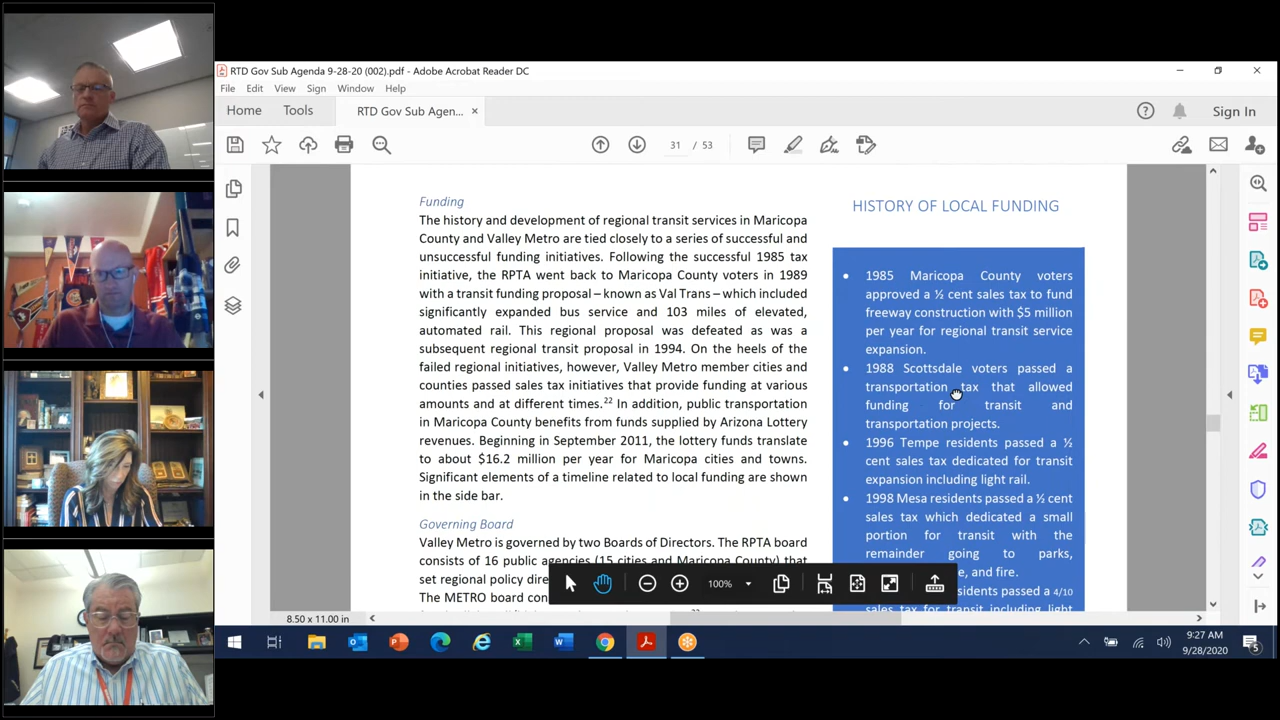 RTD Gov Sub Agenda 9-28-20 (002).pdf - Adobe Acrobat Reader DC
File Edit View Sign Window Help
Home Tools RTD Gov Sub Agen... × Sign In
31 / 53
Funding
The history and development of regional transit services in Maricopa
County and Valley Metro are tied closely to a series of successful and
unsuccessful funding initiatives. Following the successful 1985 tax
initiative, the RPTA went back to Maricopa County voters in 1989
with a transit funding proposal – known as Val Trans – which included
significantly expanded bus service and 103 miles of elevated,
automated rail. This regional proposal was defeated as was a
subsequent regional transit proposal in 1994. On the heels of the
failed regional initiatives, however, Valley Metro member cities and
counties passed sales tax initiatives that provide funding at various
amounts and at different times.22 In addition, public transportation
in Maricopa County benefits from funds supplied by Arizona Lottery
revenues. Beginning in September 2011, the lottery funds translate
to about $16.2 million per year for Maricopa cities and towns.
Significant elements of a timeline related to local funding are shown
in the side bar.
Governing Board
Valley Metro is governed by two Boards of Directors. The RPTA board
consists of 16 public agencies (15 cities and Maricopa County) that
set regional policy dire
The METRO board con
HISTORY OF LOCAL FUNDING
• 1985 Maricopa County voters
approved a ½ cent sales tax to fund
freeway construction with $5 million
per year for regional transit service
expansion.
• 1988 Scottsdale voters passed a
transportation tax that allowed
funding for transit and
transportation projects.
• 1996 Tempe residents passed a ½
cent sales tax dedicated for transit
expansion including light rail.
• 1998 Mesa residents passed a ½ cent
sales tax which dedicated a small
portion for transit with the
remainder going to parks,
e, and fire.
sidents passed a 4/10
sales tax for transit including light
100%
8.50 x 11.00 in
9:27 AM
9/28/2020
5